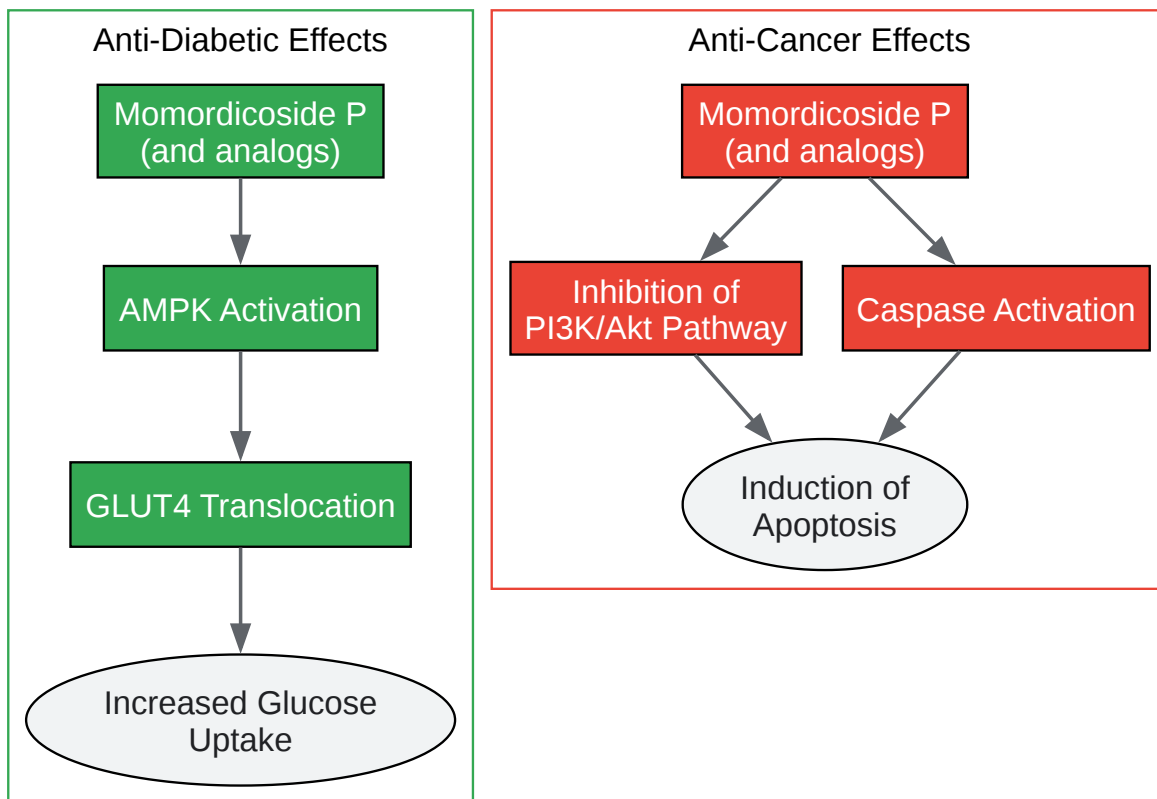 Anti-Diabetic Effects
Momordicoside P
(and analogs)
AMPK Activation
GLUT4 Translocation
Increased Glucose
Uptake
Anti-Cancer Effects
Momordicoside P
(and analogs)
Inhibition of
PI3K/Akt Pathway
Caspase Activation
Induction of
Apoptosis